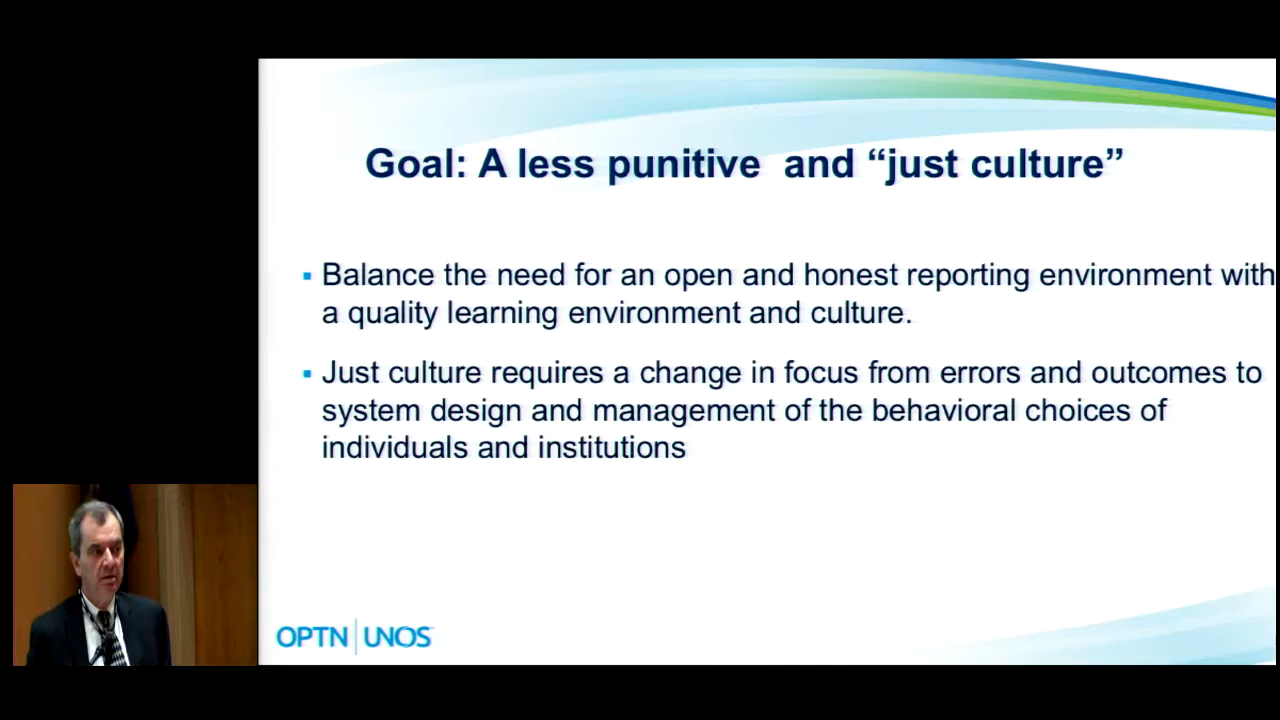 Goal: A less punitive  and “just culture”
▪ Balance the need for an open and honest reporting environment with
a quality learning environment and culture.
▪ Just culture requires a change in focus from errors and outcomes to
system design and management of the behavioral choices of
individuals and institutions
OPTN | UNOS